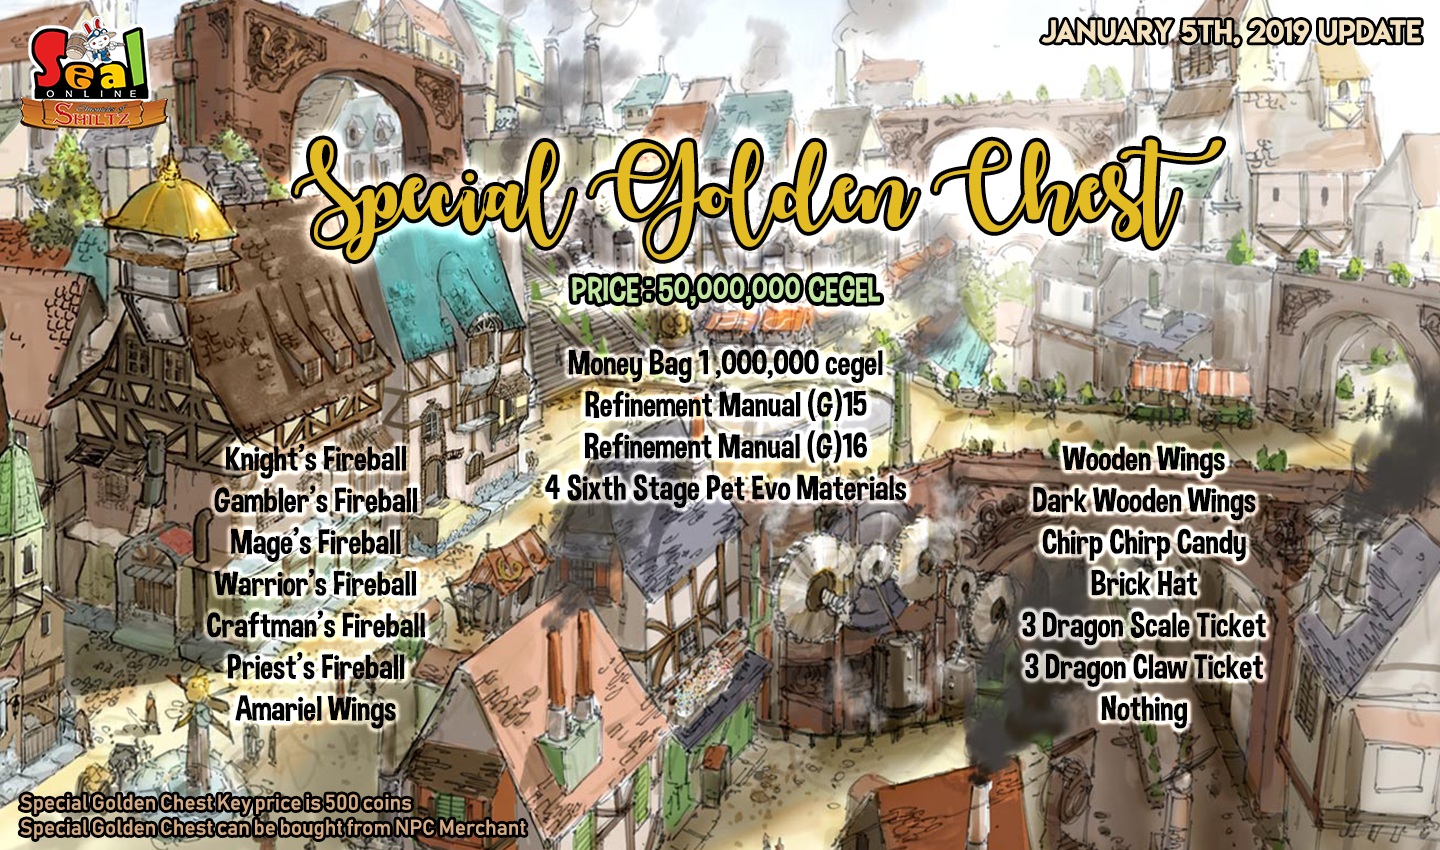 Seal
ONLINE
Chronicles of
SHILTZ
JANUARY 5TH, 2019 UPDATE
Special Golden Chest
PRICE : 50,000,000 CEGEL
Money Bag 1,000,000 cegel
Refinement Manual (G)15
Refinement Manual (G)16
4 Sixth Stage Pet Evo Materials
Knight's Fireball
Gambler's Fireball
Mage's Fireball
Warrior's Fireball
Craftman's Fireball
Priest's Fireball
Amariel Wings
Wooden Wings
Dark Wooden Wings
Chirp Chirp Candy
Brick Hat
3 Dragon Scale Ticket
3 Dragon Claw Ticket
Nothing
Special Golden Chest Key price is 500 coins
Special Golden Chest can be bought from NPC Merchant